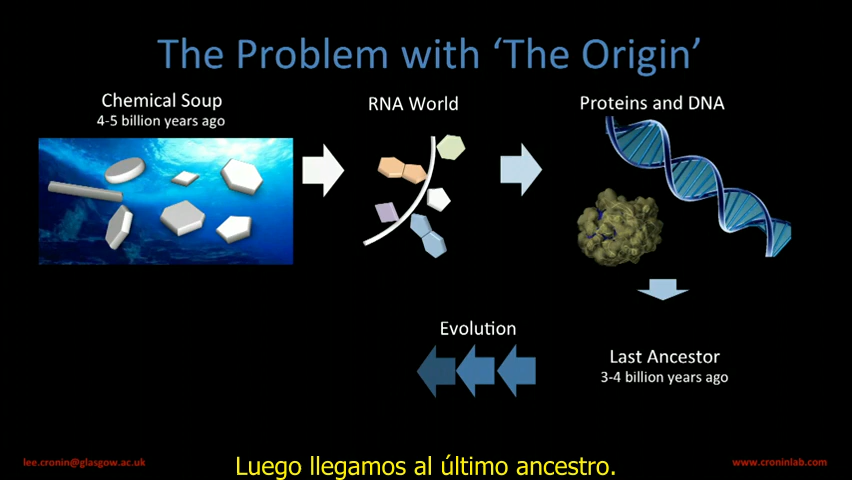 The Problem with ‘The Origin’
Chemical Soup
4-5 billion years ago
RNA World
Proteins and DNA
Evolution
Last Ancestor
3-4 billion years ago
lee.cronin@glasgow.ac.uk
www.croninlab.com
Luego llegamos al último ancestro.